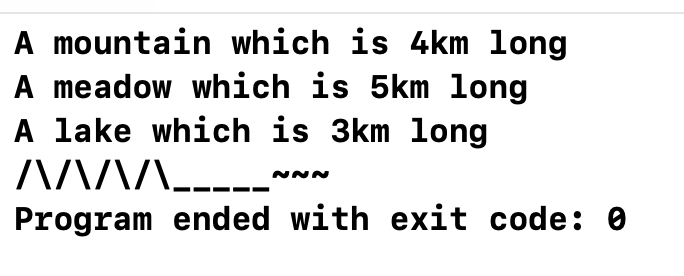 A mountain which is 4km long
A meadow which is 5km long
A lake which is 3km long
/\/\/\/\_____~~~
Program ended with exit code: 0